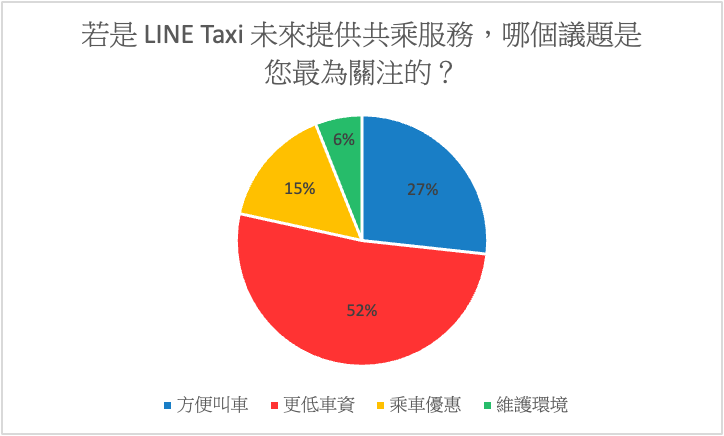 若是 LINE Taxi 未來提供共乘服務，哪個議題是
您最為關注的？
6%
15%
27%
52%
方便叫車 更低車資 乘車優惠 維護環境